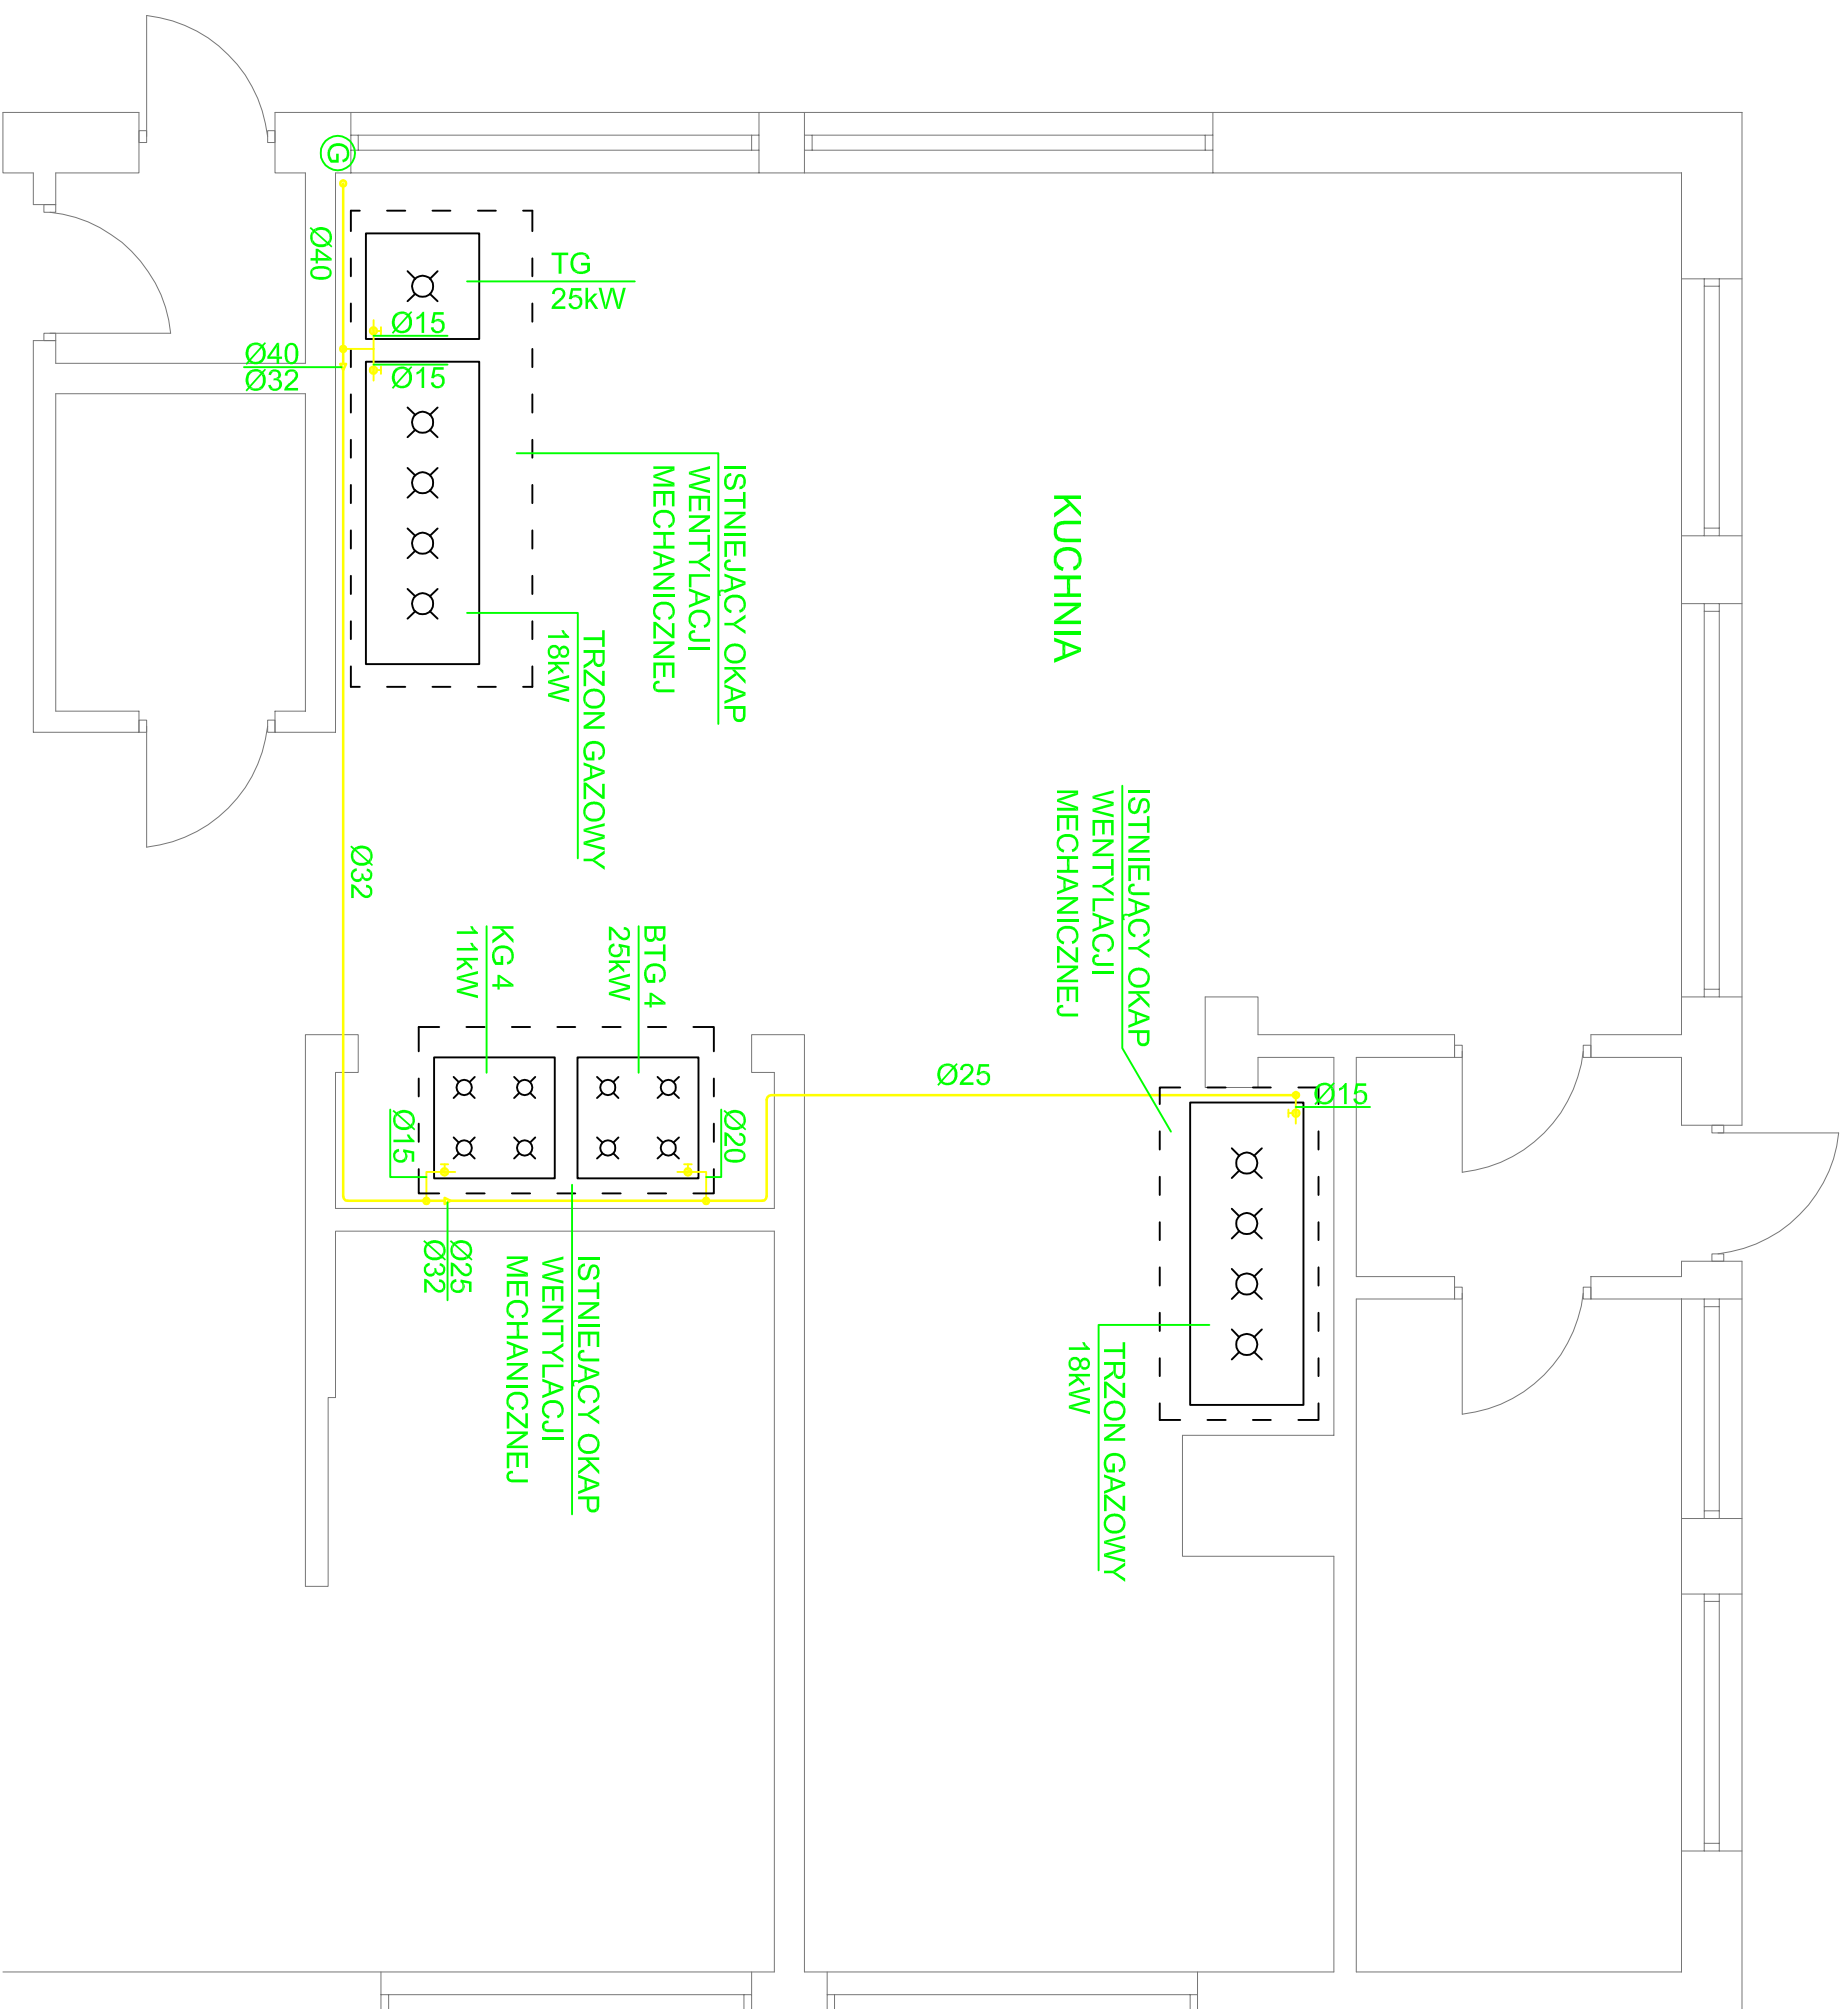 G
Ø40
TG
25kW
Ø15
Ø40
Ø32
Ø15
ISTNIEJĄCY OKAP
WENTYLACJI
MECHANICZNEJ
KUCHNIA
TRZON GAZOWY
18kW
ISTNIEJĄCY OKAP
WENTYLACJI
MECHANICZNEJ
Ø32
KG 4
11kW
BTG 4
25kW
Ø25
Ø15
Ø15
Ø20
Ø25
Ø32
ISTNIEJĄCY OKAP
WENTYLACJI
MECHANICZNEJ
TRZON GAZOWY
18kW